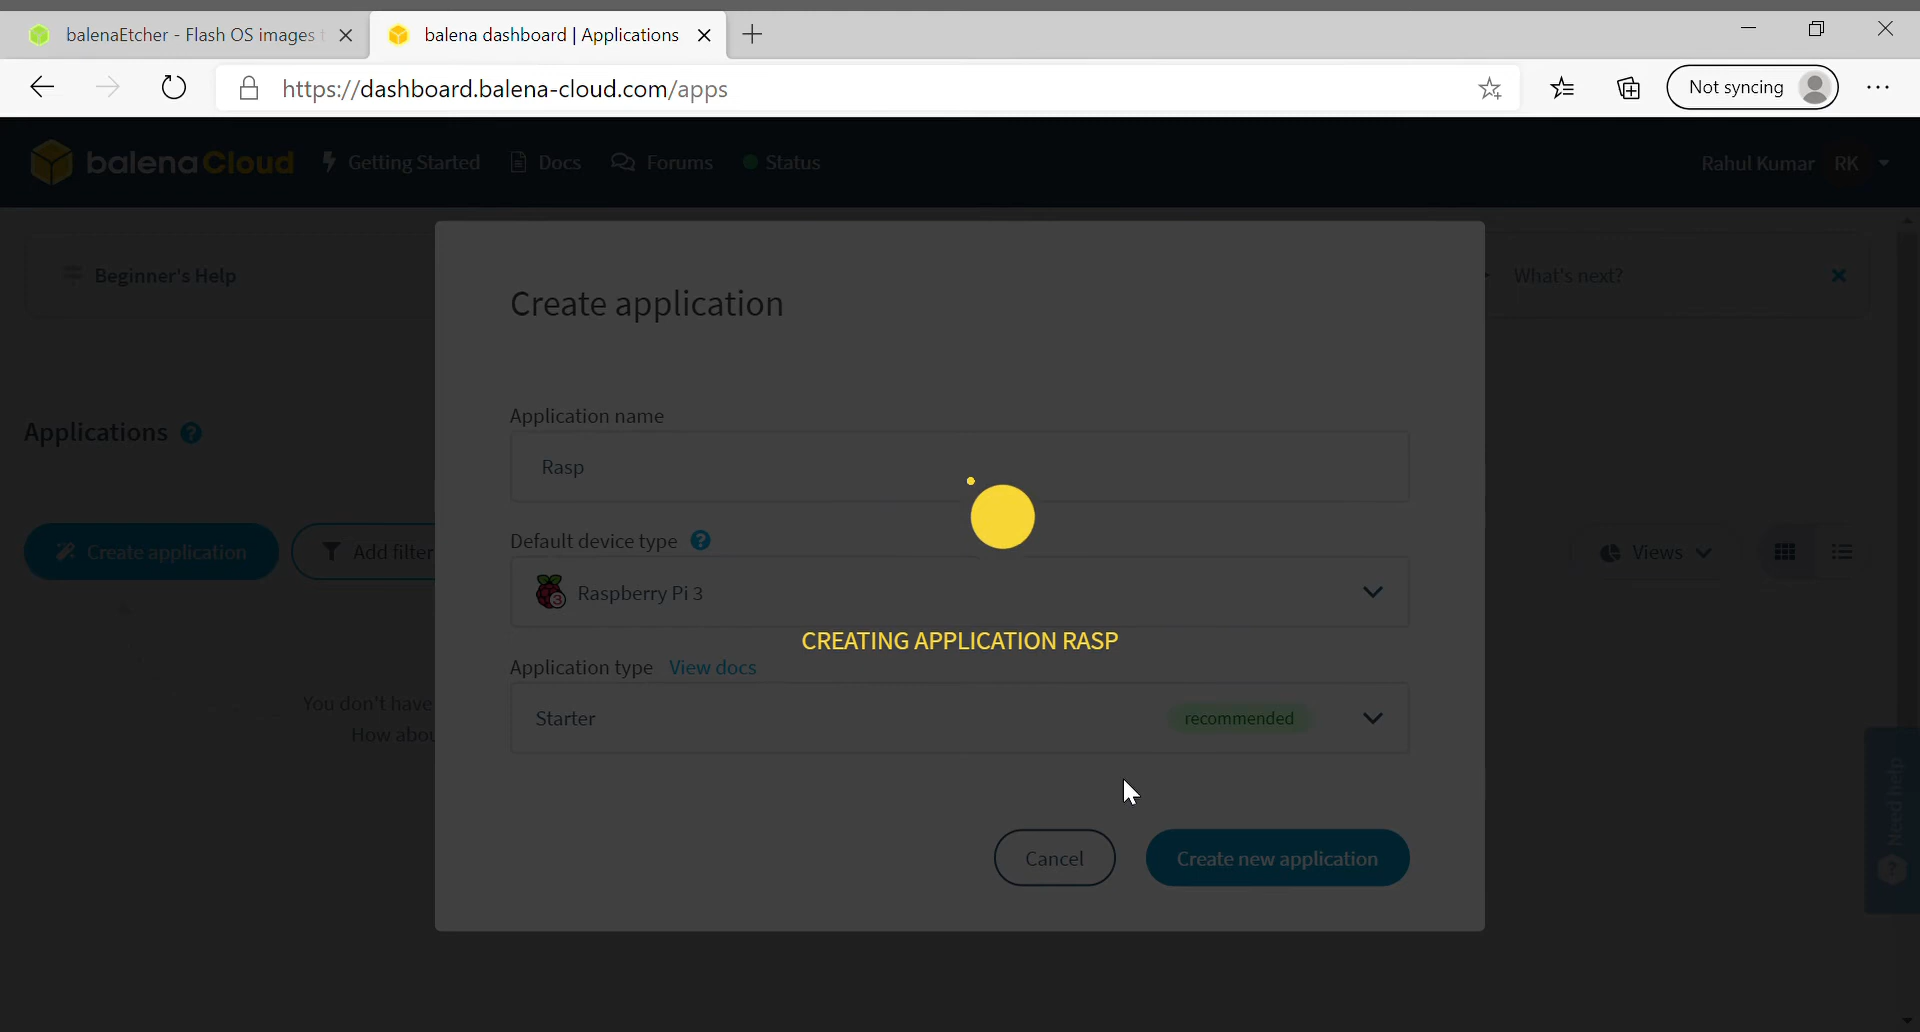 balenaEtcher - Flash OS images t
balena dashboard | Applications
https://dashboard.balena-cloud.com/apps
Not syncing
balenaCloud
Getting Started
Docs
Forums
Status
Rahul Kumar
RK
Beginner's Help
What's next?
Create application
Application name
Rasp
Applications
Default device type
Create application
Add filter
Views
Raspberry Pi 3
CREATING APPLICATION RASP
Application type View docs
You don't have
How abou
Starter
recommended
Need help
Cancel
Create new application